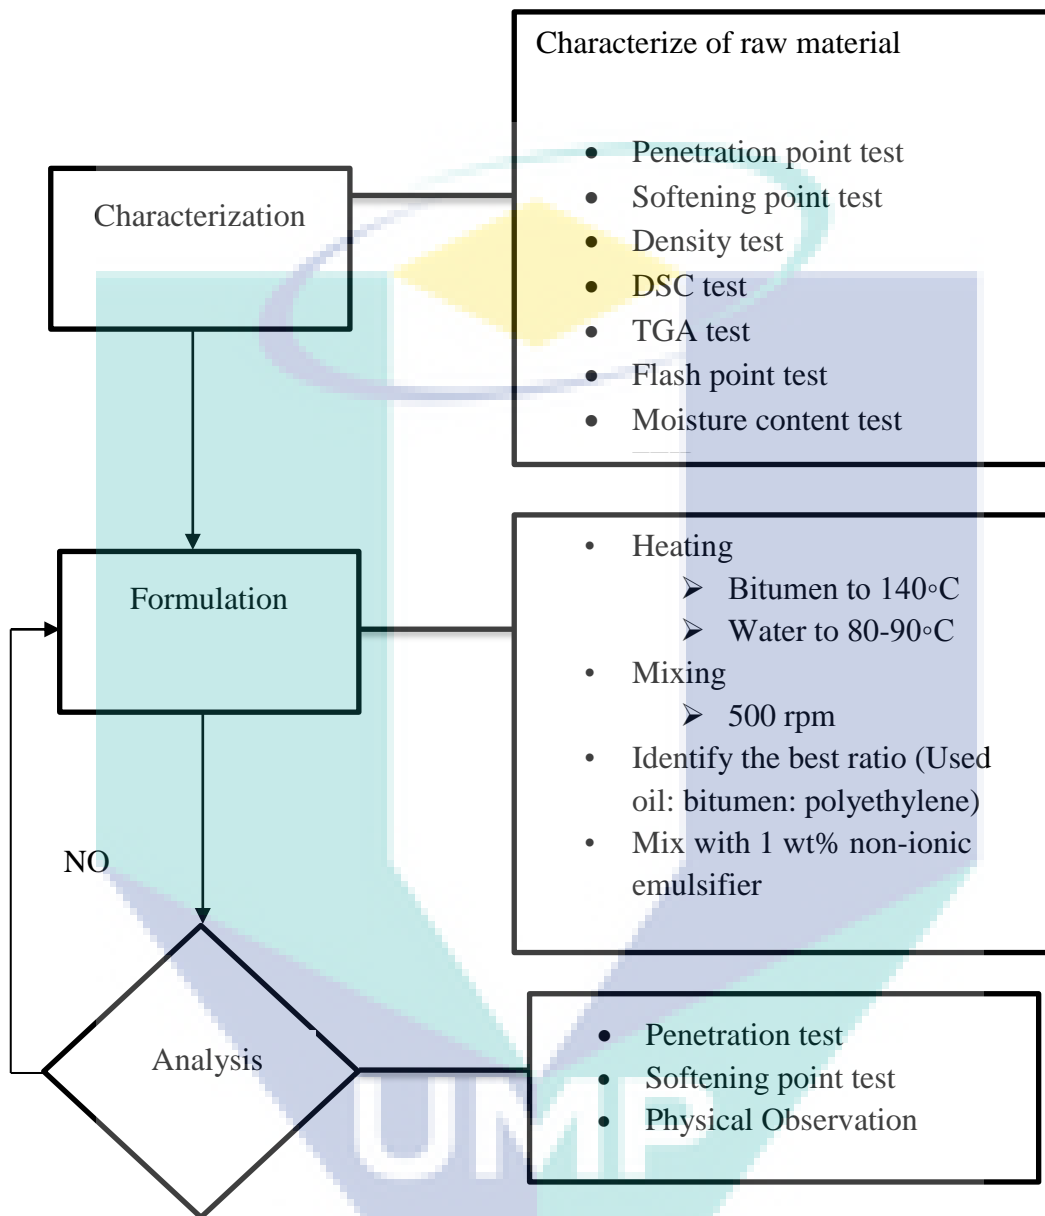 Characterize of raw material
• Penetration point test
Characterization
• Softening point test
• Density test
• DSC test
• TGA test
• Flash point test
• Moisture content test
Formulation
• Heating
➢ Bitumen to 140◦C
➢ Water to 80-90◦C
• Mixing
➢ 500 rpm
• Identify the best ratio (Used
oil: bitumen: polyethylene)
• Mix with 1 wt% non-ionic
emulsifier
NO
Analysis
• Penetration test
• Softening point test
• Physical Observation
UMP